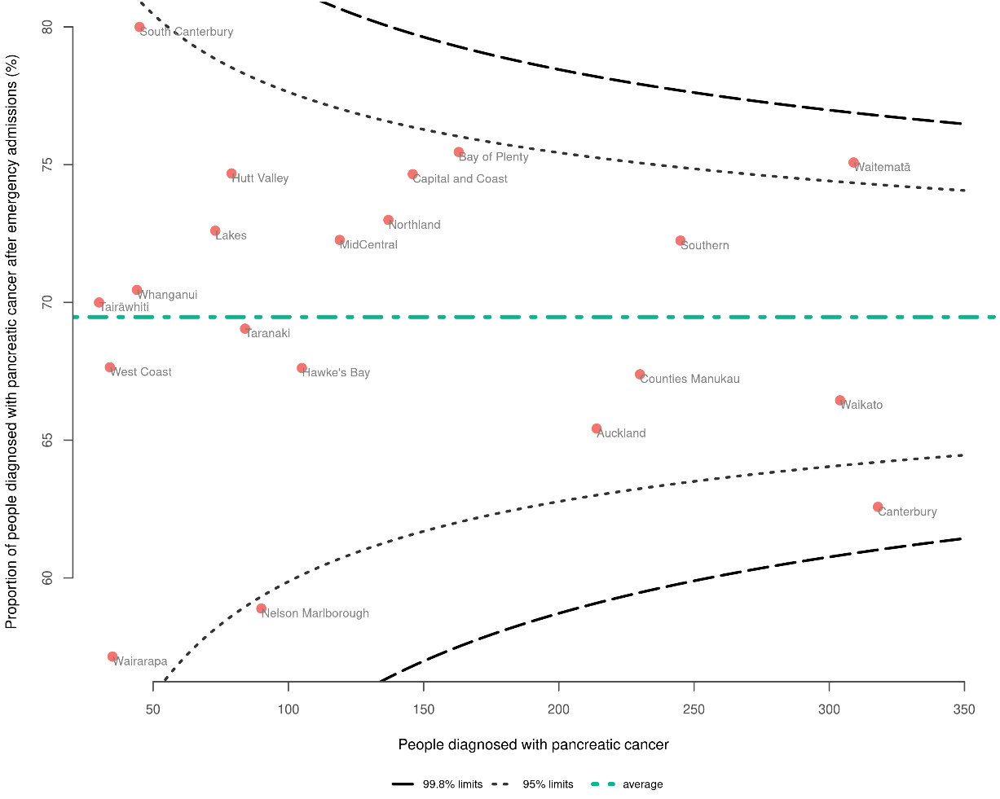 Proportion of people diagnosed with pancreatic cancer after emergency admissions (%)
80
75
70
65
60
South Canterbury
Bay of Plenty
Waitematā
Hutt Valley
Capital and Coast
Northland
Lakes
MidCentral
Southern
Whanganui
Tairāwhiti
Taranaki
West Coast
Hawke's Bay
Counties Manukau
Waikato
Auckland
Canterbury
Nelson Marlborough
Wairarapa
50
100
150
200
250
300
350
People diagnosed with pancreatic cancer
99.8% limits
95% limits
average